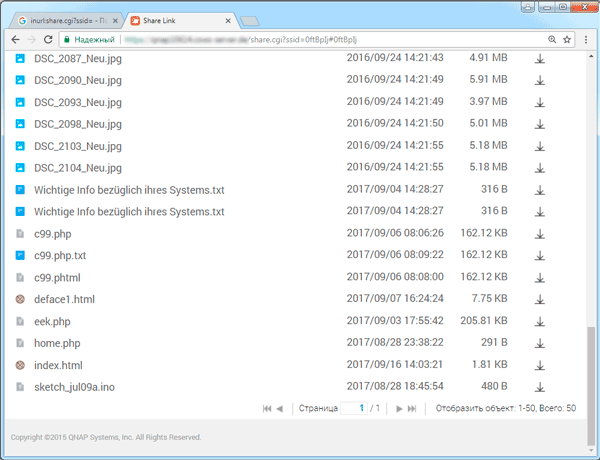 inurl:share.cgi?ssid= - По
Share Link
Надежный
/share.cgi?ssid=0ftBplj#0ftBplj
DSC_2087_Neu.jpg 2016/09/24 14:21:43 4.91 MB
DSC_2090_Neu.jpg 2016/09/24 14:21:49 5.91 MB
DSC_2093_Neu.jpg 2016/09/24 14:21:49 3.97 MB
DSC_2098_Neu.jpg 2016/09/24 14:21:50 5.01 MB
DSC_2103_Neu.jpg 2016/09/24 14:21:55 5.18 MB
DSC_2104_Neu.jpg 2016/09/24 14:21:55 5.18 MB
Wichtige Info bezüglich ihres Systems.txt 2017/09/04 14:28:27 316 B
Wichtige Info bezüglich ihres Systems.txt 2017/09/04 14:28:27 316 B
c99.php 2017/09/06 08:06:26 162.12 KB
c99.php.txt 2017/09/06 08:09:22 162.12 KB
c99.phtml 2017/09/06 08:08:00 162.12 KB
deface1.html 2017/09/07 16:24:24 7.75 KB
eek.php 2017/09/03 17:55:42 205.81 KB
home.php 2017/08/28 23:38:22 291 B
index.html 2017/09/16 14:03:21 1.81 KB
sketch_jul09a.ino 2017/08/28 18:45:54 480 B
Страница 1 / 1 Отобразить объект: 1-50, Всего: 50
Copyright ©2015 QNAP Systems, Inc. All Rights Reserved.